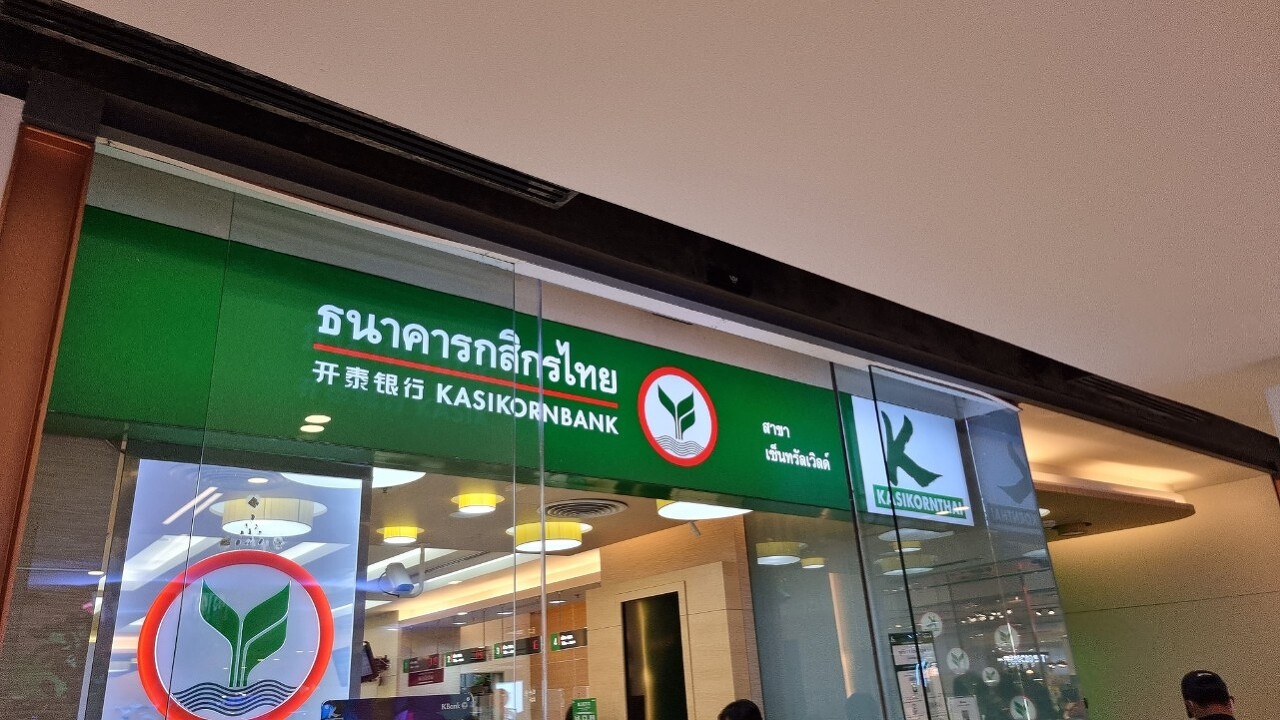 ธนาคารกสิกรไทย
开泰银行 KASIKORNBANK
สาขา
เซ็นทรัลเวิลด์
K
KASIKORNTHAI
KBank